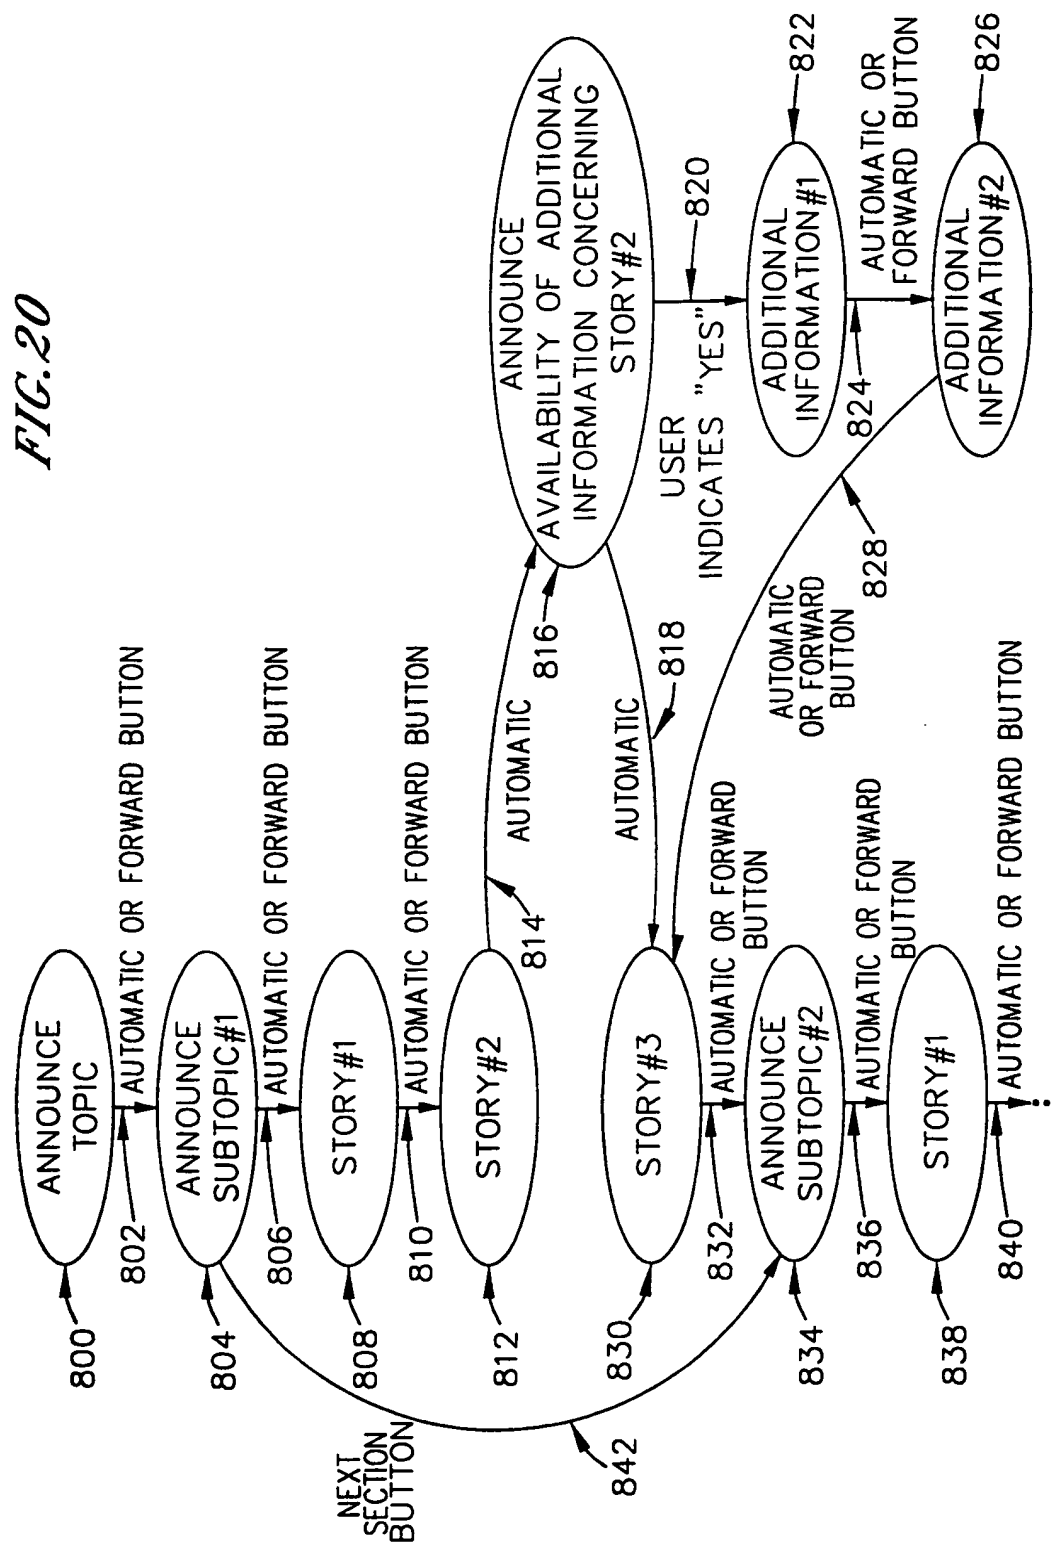 FIG.20
ANNOUNCE
TOPIC
800
802
AUTOMATIC OR FORWARD BUTTON
ANNOUNCE
SUBTOPIC#1
804
806
AUTOMATIC OR FORWARD BUTTON
STORY#1
808
810
AUTOMATIC OR FORWARD BUTTON
STORY#2
812
814
AUTOMATIC
816
ANNOUNCE
AVAILABILITY OF ADDITIONAL
INFORMATION CONCERNING
STORY#2
AUTOMATIC
818
USER
INDICATES "YES"
820
ADDITIONAL
INFORMATION#1
822
824
AUTOMATIC OR
FORWARD BUTTON
ADDITIONAL
INFORMATION#2
826
828
AUTOMATIC
OR FORWARD
BUTTON
STORY#3
830
832
AUTOMATIC OR FORWARD
BUTTON
ANNOUNCE
SUBTOPIC#2
834
836
AUTOMATIC OR FORWARD
BUTTON
STORY#1
838
840
AUTOMATIC OR FORWARD BUTTON
NEXT
SECTION
BUTTON
842